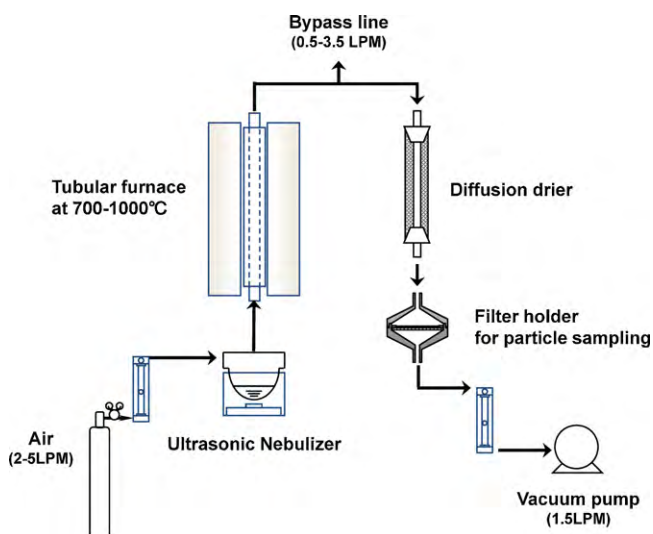 Bypass line
(0.5-3.5 LPM)
Tubular furnace
at 700-1000℃
Diffusion drier
Filter holder
for particle sampling
Air
(2-5LPM)
Ultrasonic Nebulizer
Vacuum pump
(1.5LPM)